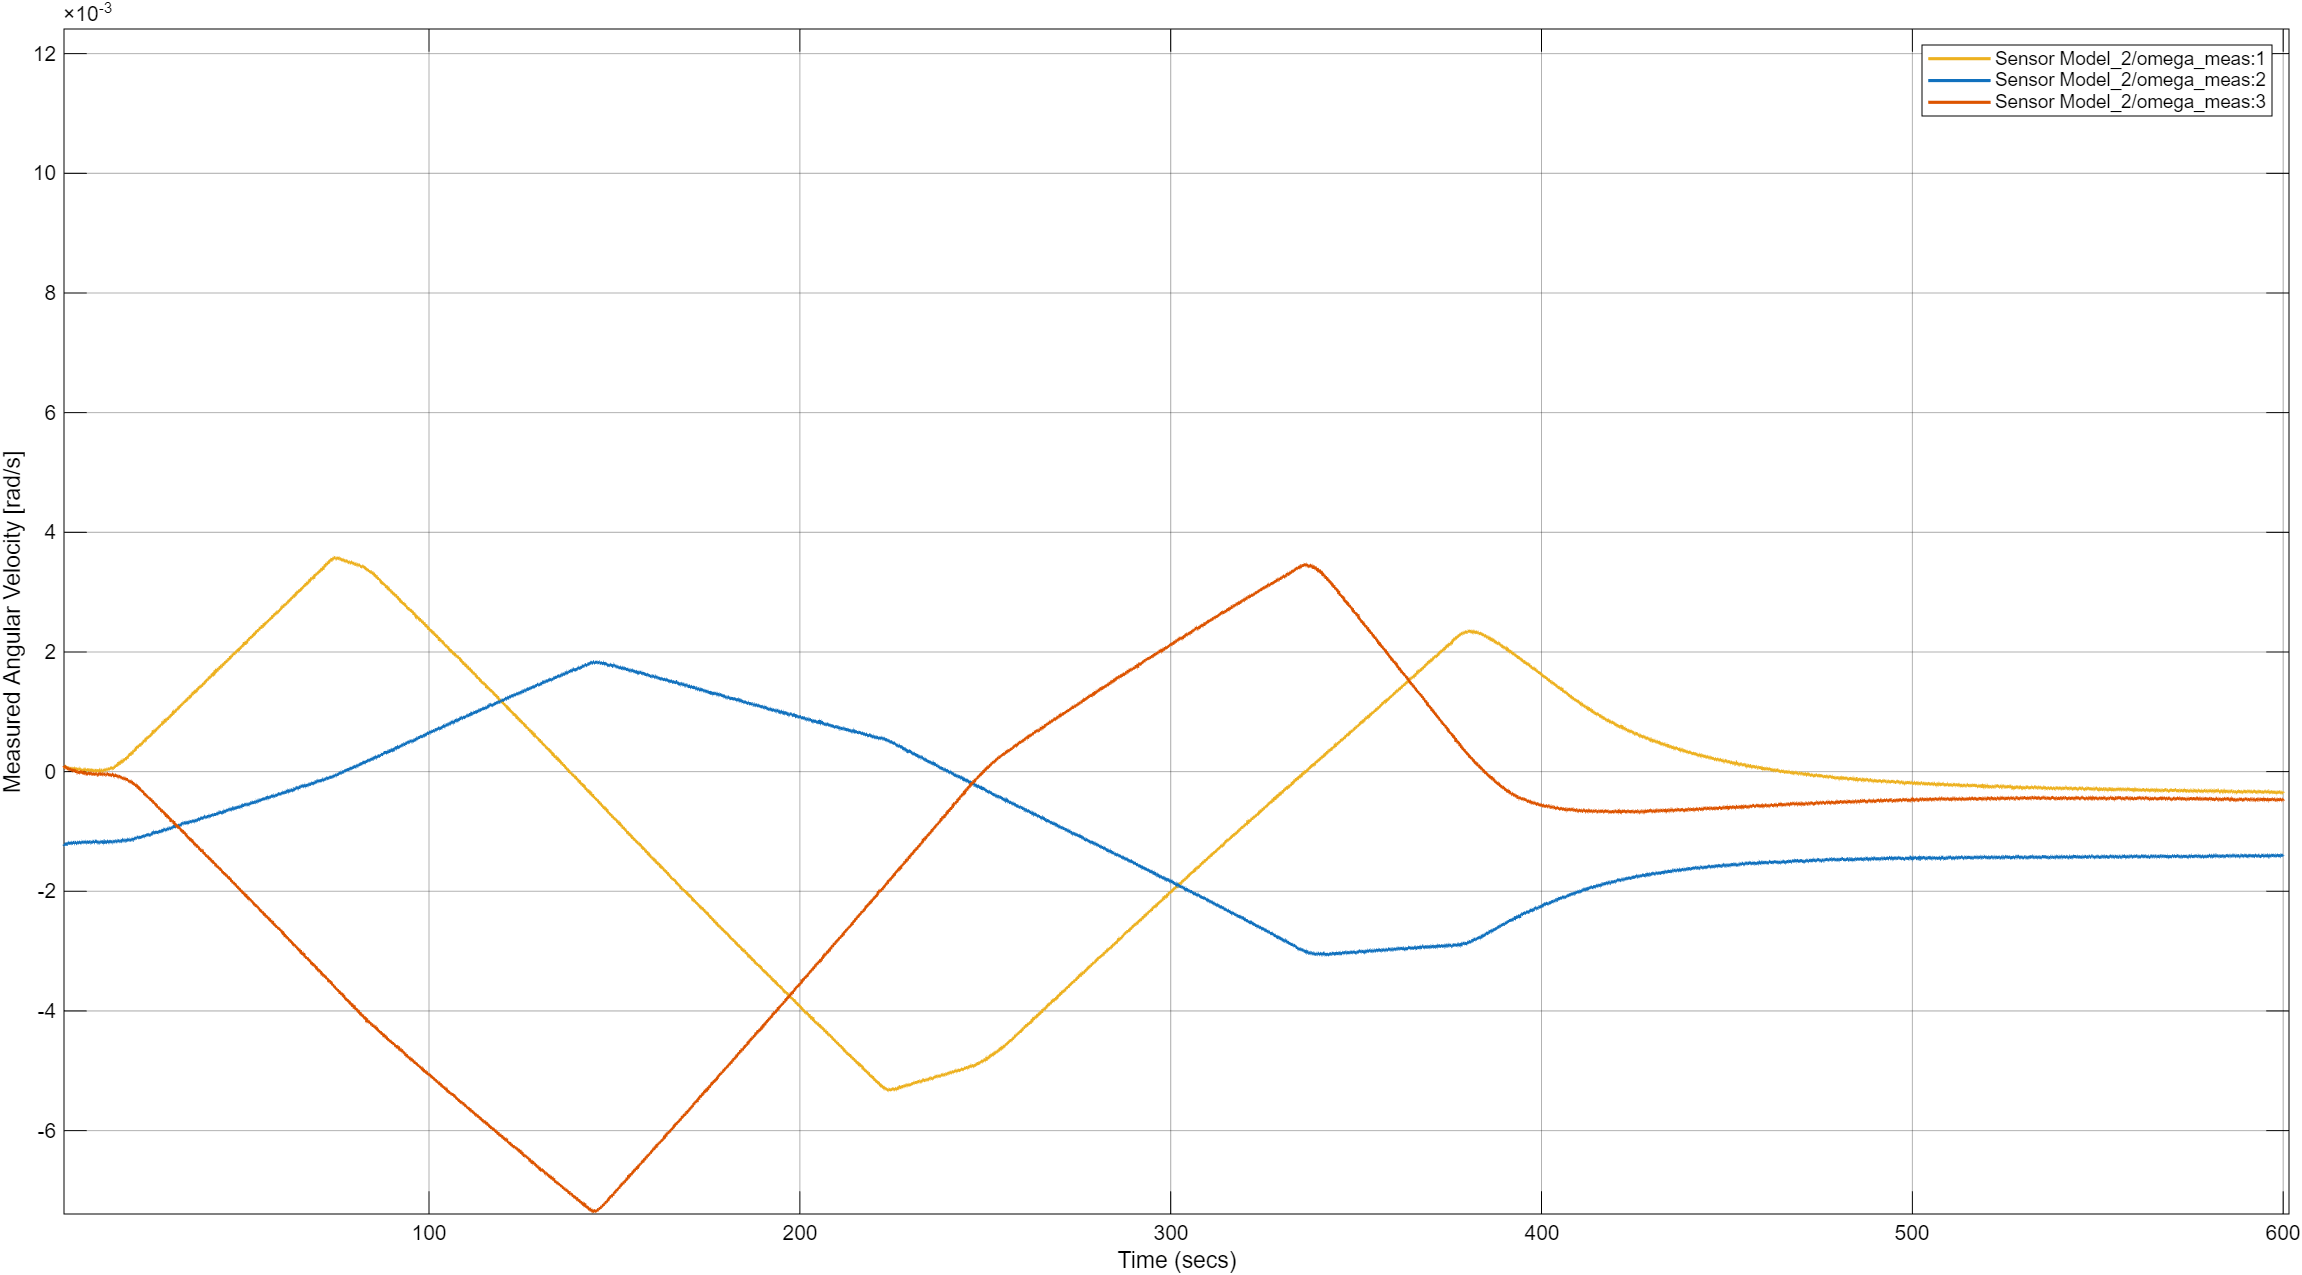 ×10⁻³
12
10
8
6
4
2
0
-2
-4
-6
Measured Angular Velocity [rad/s]
Sensor Model_2/omega_meas:1
Sensor Model_2/omega_meas:2
Sensor Model_2/omega_meas:3
100 200 300 400 500 600
Time (secs)